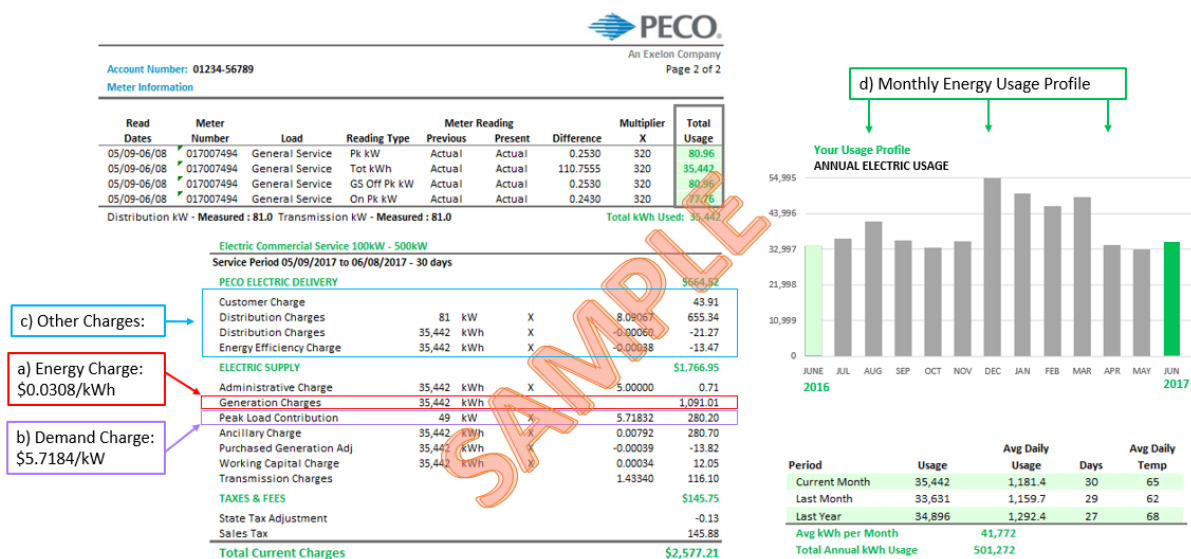 PECO.
An Exelon Company
Account Number: 01234-56789 Page 2 of 2
Meter Information
Read Meter Meter Reading Multiplier Total
Dates Number Load Reading Type Previous Present Difference X Usage
05/09-06/08 017007494 General Service Pk kW Actual Actual 0.2530 320 80.96
05/09-06/08 017007494 General Service Tot kWh Actual Actual 110.7555 320 35,442
05/09-06/08 017007494 General Service GS Off Pk kW Actual Actual 0.2530 320 80.96
05/09-06/08 017007494 General Service On Pk kW Actual Actual 0.2430 320 77.76
Distribution kW - Measured : 81.0 Transmission kW - Measured : 81.0 Total kWh Used: 35,442
Electric Commercial Service 100kW - 500kW
Service Period 05/09/2017 to 06/08/2017 - 30 days
PECO ELECTRIC DELIVERY $664.52
Customer Charge 43.91
Distribution Charges 81 kW X 8.09067 655.34
Distribution Charges 35,442 kWh X -0.00060 -21.27
Energy Efficiency Charge 35,442 kWh X -0.00038 -13.47
ELECTRIC SUPPLY $1,766.95
Administrative Charge 35,442 kWh X 5.00000 0.71
Generation Charges 35,442 kWh 1,091.01
Peak Load Contribution 49 kW X 5.71832 280.20
Ancillary Charge 35,442 kWh X 0.00792 280.70
Purchased Generation Adj 35,442 kWh X -0.00039 -13.82
Working Capital Charge 35,442 kWh X 0.00034 12.05
Transmission Charges 1.43340 116.10
TAXES & FEES $145.75
State Tax Adjustment -0.13
Sales Tax 145.88
Total Current Charges $2,577.21
SAMPLE
c) Other Charges:
a) Energy Charge:
$0.0308/kWh
b) Demand Charge:
$5.7184/kW
d) Monthly Energy Usage Profile
Your Usage Profile
ANNUAL ELECTRIC USAGE
54,995
43,996
32,997
21,998
10,999
0
JUNE JUL AUG SEP OCT NOV DEC JAN FEB MAR APR MAY JUN
2016 2017
Avg Daily Avg Daily
Period Usage Usage Days Temp
Current Month 35,442 1,181.4 30 65
Last Month 33,631 1,159.7 29 62
Last Year 34,896 1,292.4 27 68
Avg kWh per Month 41,772
Total Annual kWh Usage 501,272